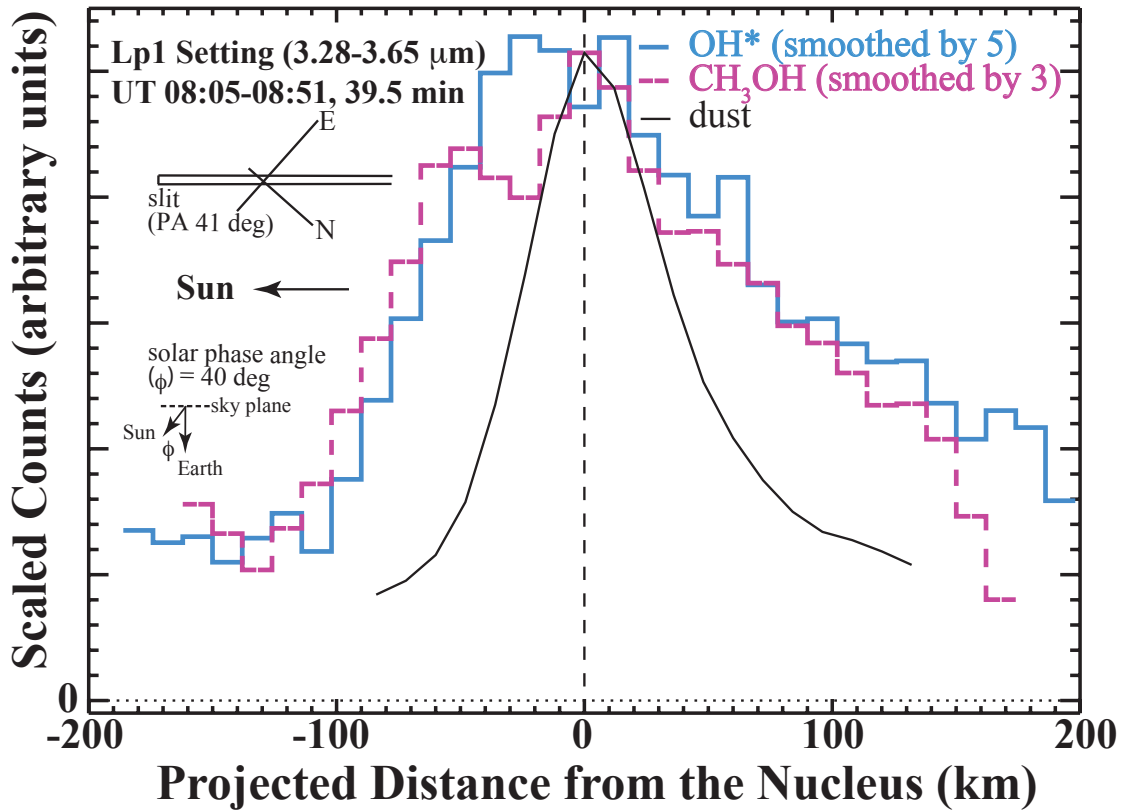 Lp1 Setting (3.28-3.65 μm)
UT 08:05-08:51, 39.5 min
OH* (smoothed by 5)
CH3OH (smoothed by 3)
dust
E
slit
(PA 41 deg)
N
Sun
solar phase angle
(ϕ) = 40 deg
sky plane
Sun
ϕ
Earth
Scaled Counts (arbitrary units)
0
-200
-100
0
100
200
Projected Distance from the Nucleus (km)